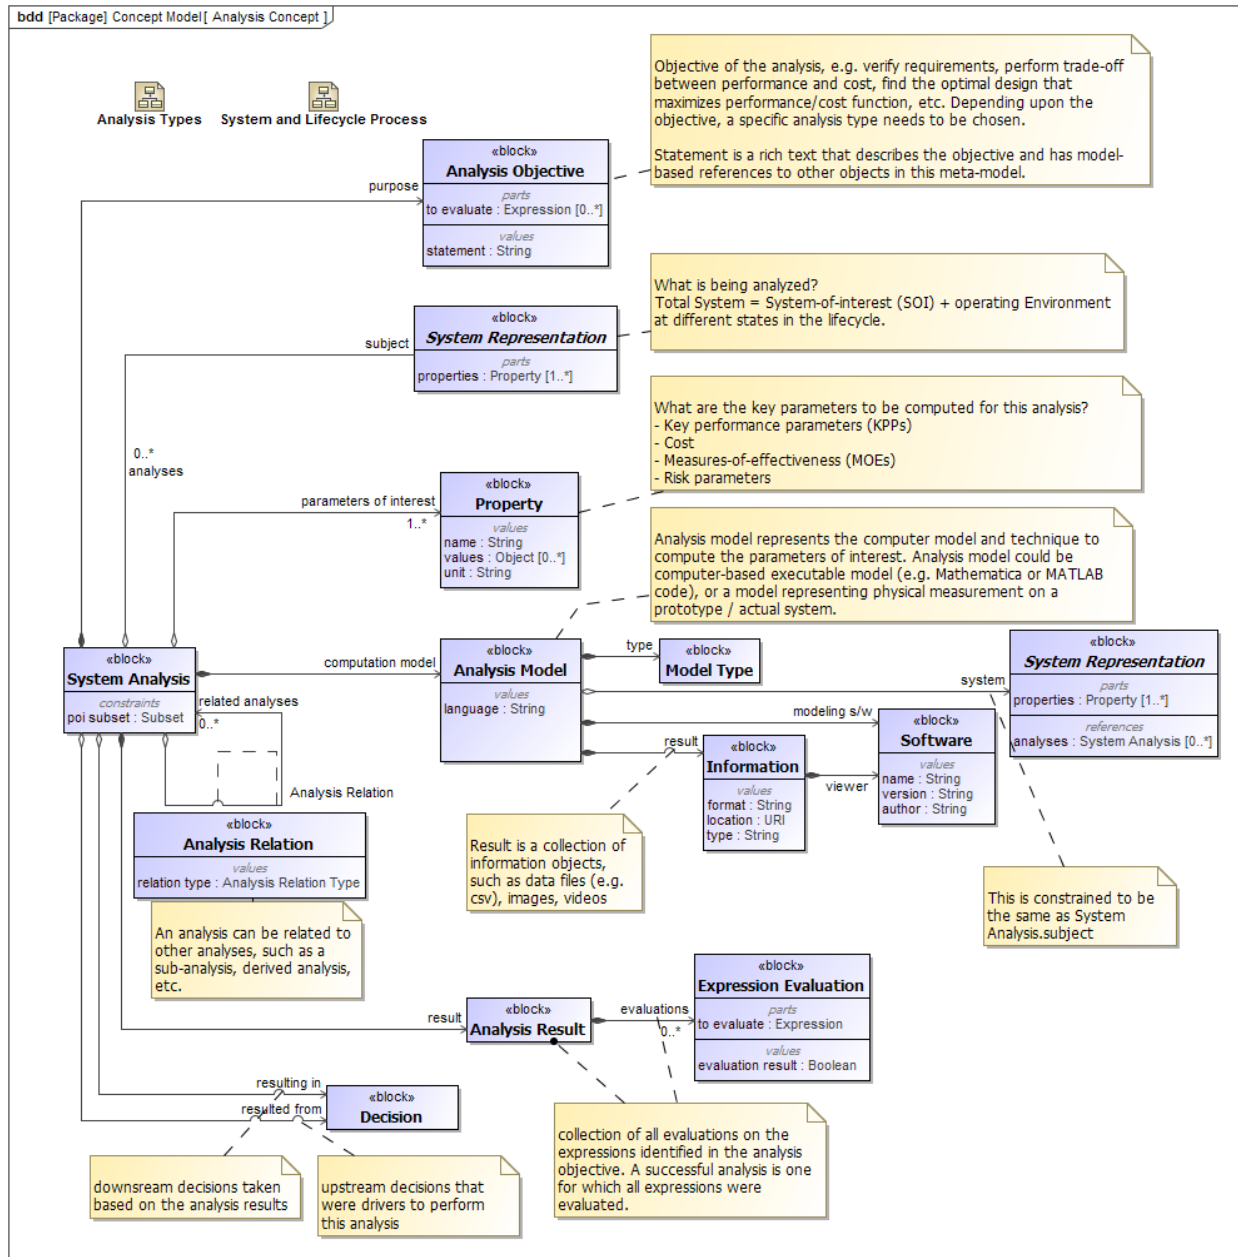 bdd [Package] Concept Model[ Analysis Concept ]
Analysis Types
System and Lifecycle Process
Objective of the analysis, e.g. verify requirements, perform trade-off
between performance and cost, find the optimal design that
maximizes performance/cost function, etc. Depending upon the
objective, a specific analysis type needs to be chosen.
Statement is a rich text that describes the objective and has model-
based references to other objects in this meta-model.
purpose
«block»
Analysis Objective
parts
to evaluate : Expression [0..*]
values
statement : String
What is being analyzed?
Total System = System-of-interest (SOI) + operating Environment
at different states in the lifecycle.
subject
«block»
System Representation
parts
properties : Property [1..*]
0..*
analyses
What are the key parameters to be computed for this analysis?
- Key performance parameters (KPPs)
- Cost
- Measures-of-effectiveness (MOEs)
- Risk parameters
parameters of interest
1..*
«block»
Property
values
name : String
values : Object [0..*]
unit : String
Analysis model represents the computer model and technique to
compute the parameters of interest. Analysis model could be
computer-based executable model (e.g. Mathematica or MATLAB
code), or a model representing physical measurement on a
prototype / actual system.
«block»
System Analysis
constraints
poi subset : Subset
computation model
«block»
Analysis Model
values
language : String
type
«block»
Model Type
system
«block»
System Representation
parts
properties : Property [1..*]
references
analyses : System Analysis [0..*]
related analyses
0..*
Analysis Relation
modeling s/w
«block»
Software
values
name : String
version : String
author : String
result
«block»
Information
values
format : String
location : URI
type : String
viewer
«block»
Analysis Relation
values
relation type : Analysis Relation Type
Result is a collection of
information objects,
such as data files (e.g.
csv), images, videos
This is constrained to be
the same as System
Analysis.subject
An analysis can be related to
other analyses, such as a
sub-analysis, derived analysis,
etc.
result
«block»
Analysis Result
evaluations
0..*
«block»
Expression Evaluation
parts
to evaluate : Expression
values
evaluation result : Boolean
resulting in
resulted from
«block»
Decision
collection of all evaluations on the
expressions identified in the analysis
objective. A successful analysis is one
for which all expressions were
evaluated.
downsream decisions taken
based on the analysis results
upstream decisions that
were drivers to perform
this analysis